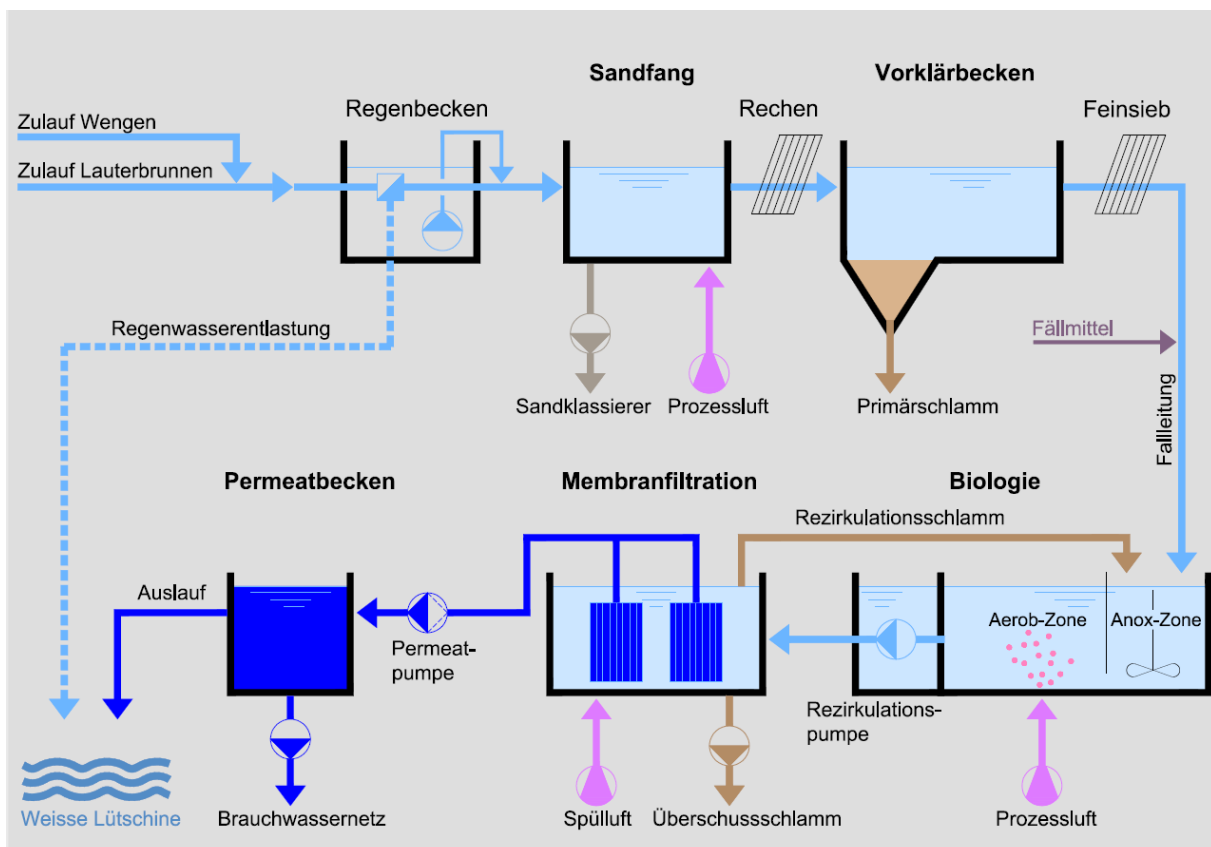 Sandfang
Vorklärbecken
Regenbecken
Rechen
Feinsieb
Zulauf Wengen
Zulauf Lauterbrunnen
Regenwasserentlastung
Fällmittel
Fallleitung
Sandklassierer
Prozessluft
Primärschlamm
Permeatbecken
Membranfiltration
Biologie
Rezirkulationsschlamm
Auslauf
Aerob-Zone
Anox-Zone
Permeat-
pumpe
Rezirkulations-
pumpe
Weisse Lütschine
Brauchwassernetz
Spülluft
Überschussschlamm
Prozessluft